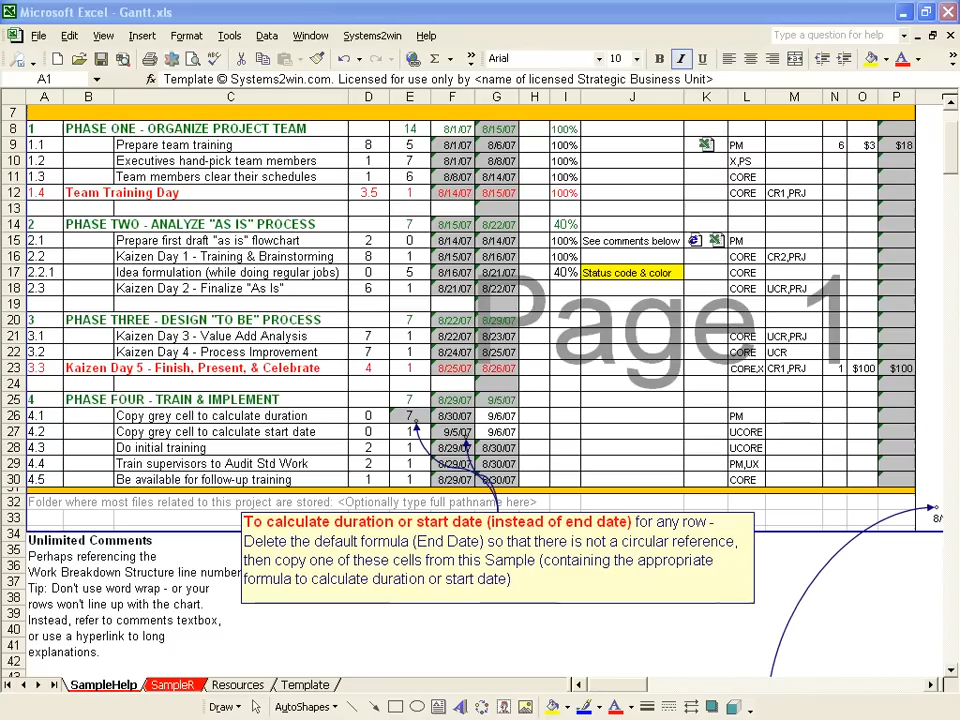 Microsoft Excel - Gantt.xls
File Edit View Insert Format Tools Data Window Systems2win Help Type a question for help
Arial 10 B I U
A1 fx Template © Systems2win.com. Licensed for use only by <name of licensed Strategic Business Unit>
A B C D E F G H I J K L M N O P
7
8 1 PHASE ONE - ORGANIZE PROJECT TEAM 14 8/1/07 8/15/07 100%
9 1.1 Prepare team training 8 5 8/1/07 8/6/07 100% PM 6 $3 $18
10 1.2 Executives hand-pick team members 1 7 8/1/07 8/8/07 100% X,PS
11 1.3 Team members clear their schedules 6 8/8/07 8/14/07 100% CORE
12 1.4 Team Training Day 3.5 1 8/14/07 8/15/07 100% CORE CR1,PRJ
13
14 2 PHASE TWO - ANALYZE "AS IS" PROCESS 7 8/15/07 8/22/07 40%
15 2.1 Prepare first draft "as is" flowchart 2 0 8/14/07 8/14/07 100% See comments below PM
16 2.2 Kaizen Day 1 - Training & Brainstorming 8 1 8/15/07 8/16/07 100% CORE CR2,PRJ
17 2.2.1 Idea formulation (while doing regular jobs) 0 5 8/16/07 8/21/07 40% Status code & color CORE
18 2.3 Kaizen Day 2 - Finalize "As Is" 6 1 8/21/07 8/22/07 CORE UCR,PRJ
19
20 3 PHASE THREE - DESIGN "TO BE" PROCESS 7 8/22/07 8/29/07
21 3.1 Kaizen Day 3 - Value Add Analysis 7 1 8/22/07 8/23/07 CORE UCR,PRJ
22 3.2 Kaizen Day 4 - Process Improvement 7 1 8/24/07 8/25/07 CORE UCR
23 3.3 Kaizen Day 5 - Finish, Present, & Celebrate 4 1 8/25/07 8/26/07 CORE,X CR1,PRJ 1 $100 $100
24
Page 1
25 4 PHASE FOUR - TRAIN & IMPLEMENT 7 8/29/07 9/5/07
26 4.1 Copy grey cell to calculate duration 0 7 8/30/07 9/6/07 PM
27 4.2 Copy grey cell to calculate start date 0 1 9/5/07 9/6/07 UCORE
28 4.3 Do initial training 2 1 8/29/07 8/30/07 UCORE
29 4.4 Train supervisors to Audit Std Work 2 1 8/29/07 8/30/07 PM,UX
30 4.5 Be available for follow-up training 1 1 8/29/07 8/30/07 UCORE
32 Folder where most files related to this project are stored: <Optionally type full pathname here>
33
To calculate duration or start date (instead of end date) for any row -
Delete the default formula (End Date) so that there is not a circular reference,
then copy one of these cells from this Sample (containing the appropriate
formula to calculate duration or start date)
34 Unlimited Comments
35 Perhaps referencing the
36 Work Breakdown Structure line number
37 Tip: Don't use word wrap - or your
38 rows won't line up with the chart.
39 Instead, refer to comments textbox,
40 or use a hyperlink to long
41 explanations.
42
SampleHelp SampleR Resources Template
Draw AutoShapes